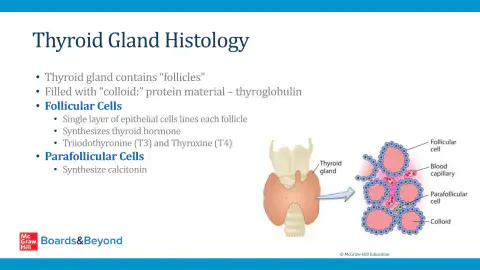 Thyroid Gland Histology
• Thyroid gland contains "follicles"
• Filled with "colloid:" protein material – thyroglobulin
• Follicular Cells
• Single layer of epithelial cells lines each follicle
• Synthesizes thyroid hormone
• Triiodothyronine (T3) and Thyroxine (T4)
• Parafollicular Cells
• Synthesize calcitonin
Thyroid
gland
Follicular
cell
Blood
capillary
Parafollicular
cell
Colloid
Mc
Graw
Hill
Boards&Beyond
© McGraw-Hill Education